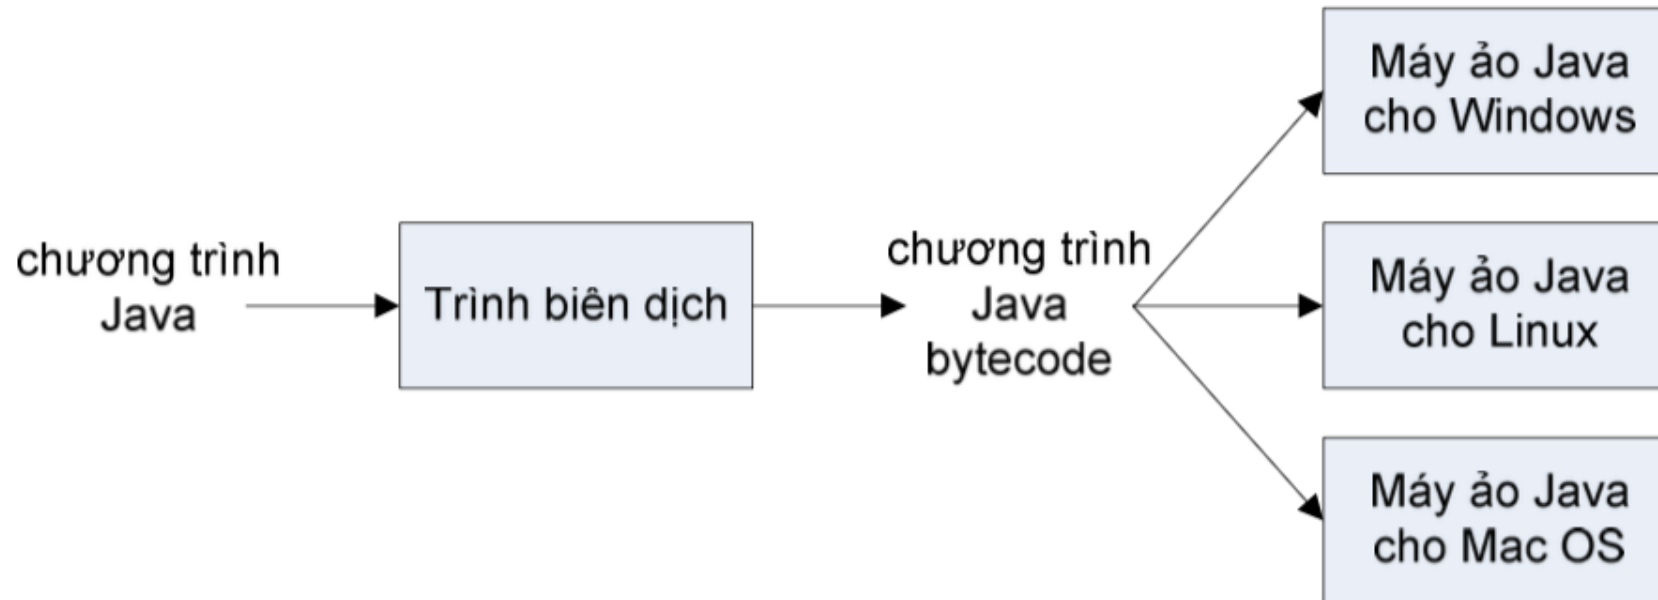 chương trình
Java
Trình biên dịch
chương trình
Java
bytecode
Máy ảo Java
cho Windows
Máy ảo Java
cho Linux
Máy ảo Java
cho Mac OS